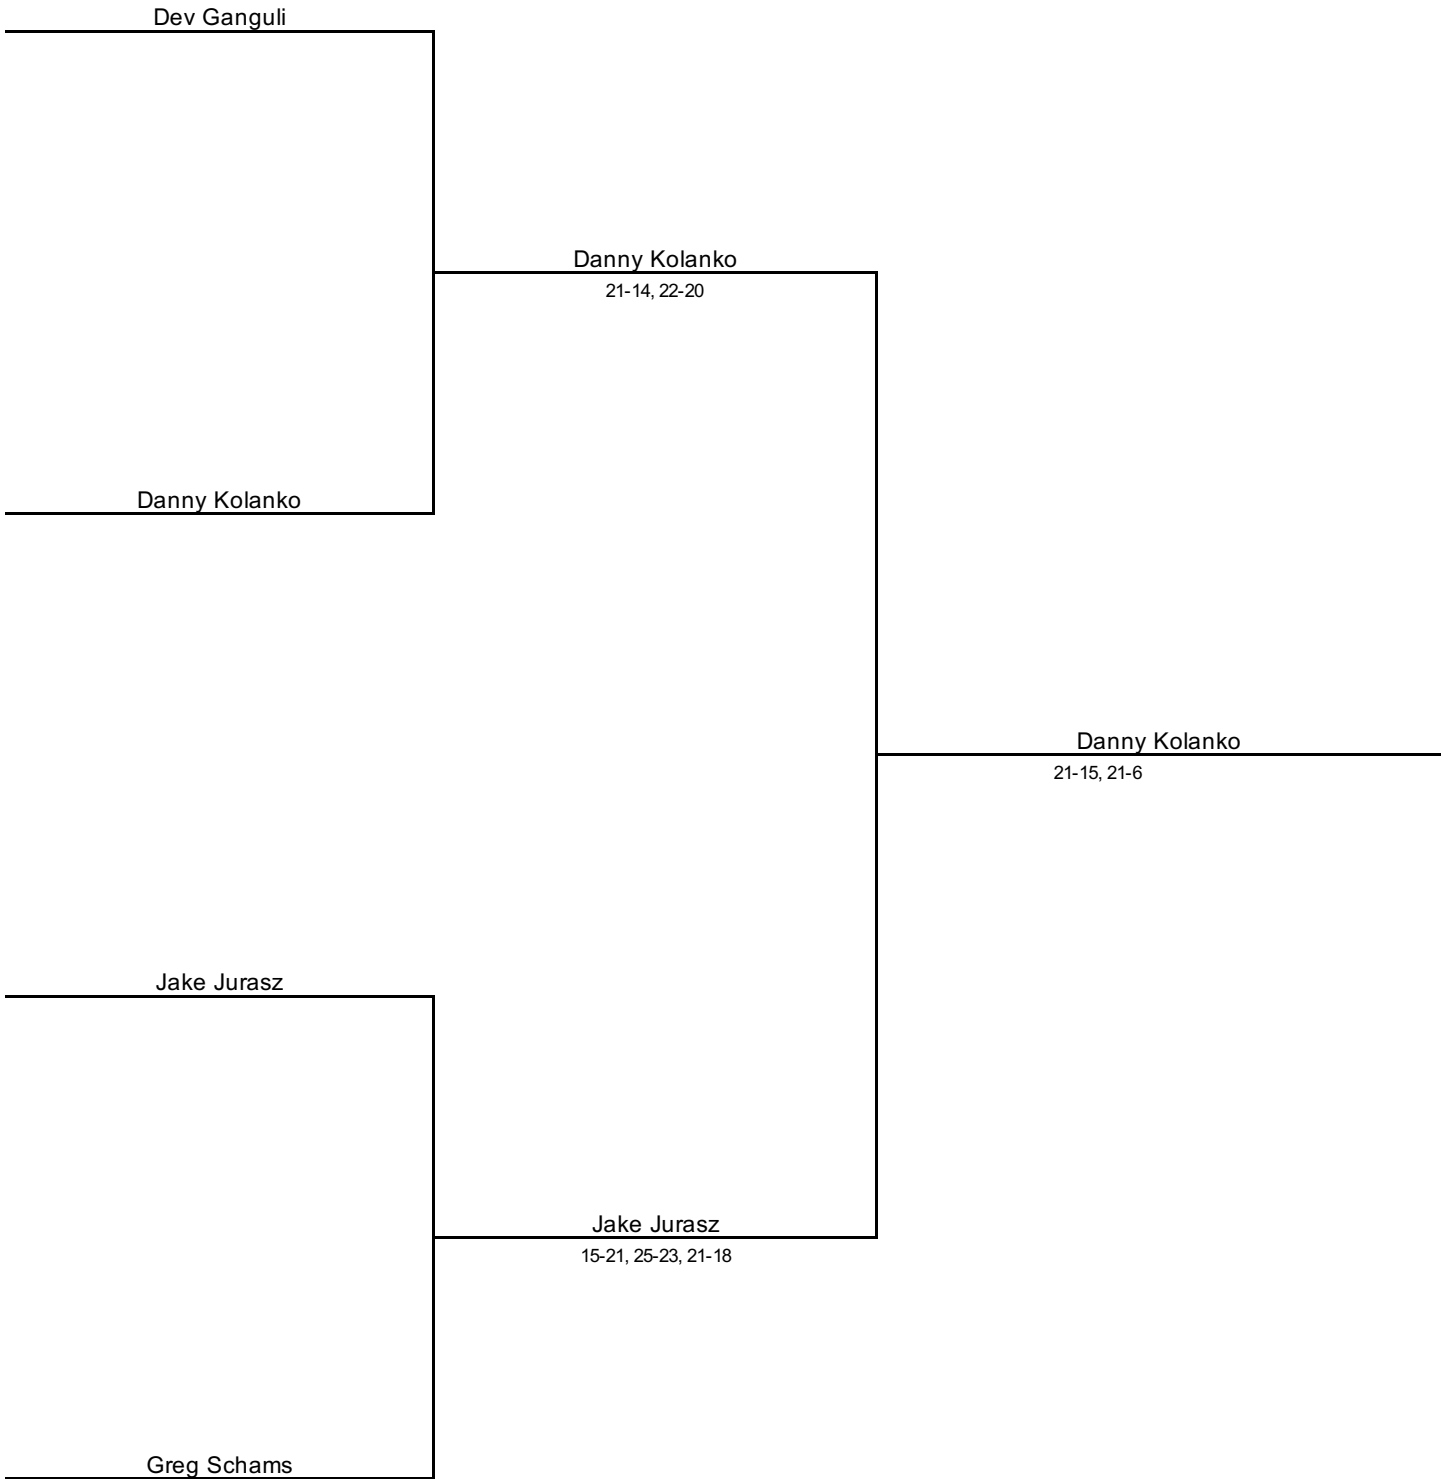 Dev Ganguli
Danny Kolanko
21-14, 22-20
Danny Kolanko
Danny Kolanko
21-15, 21-6
Jake Jurasz
Jake Jurasz
15-21, 25-23, 21-18
Greg Schams